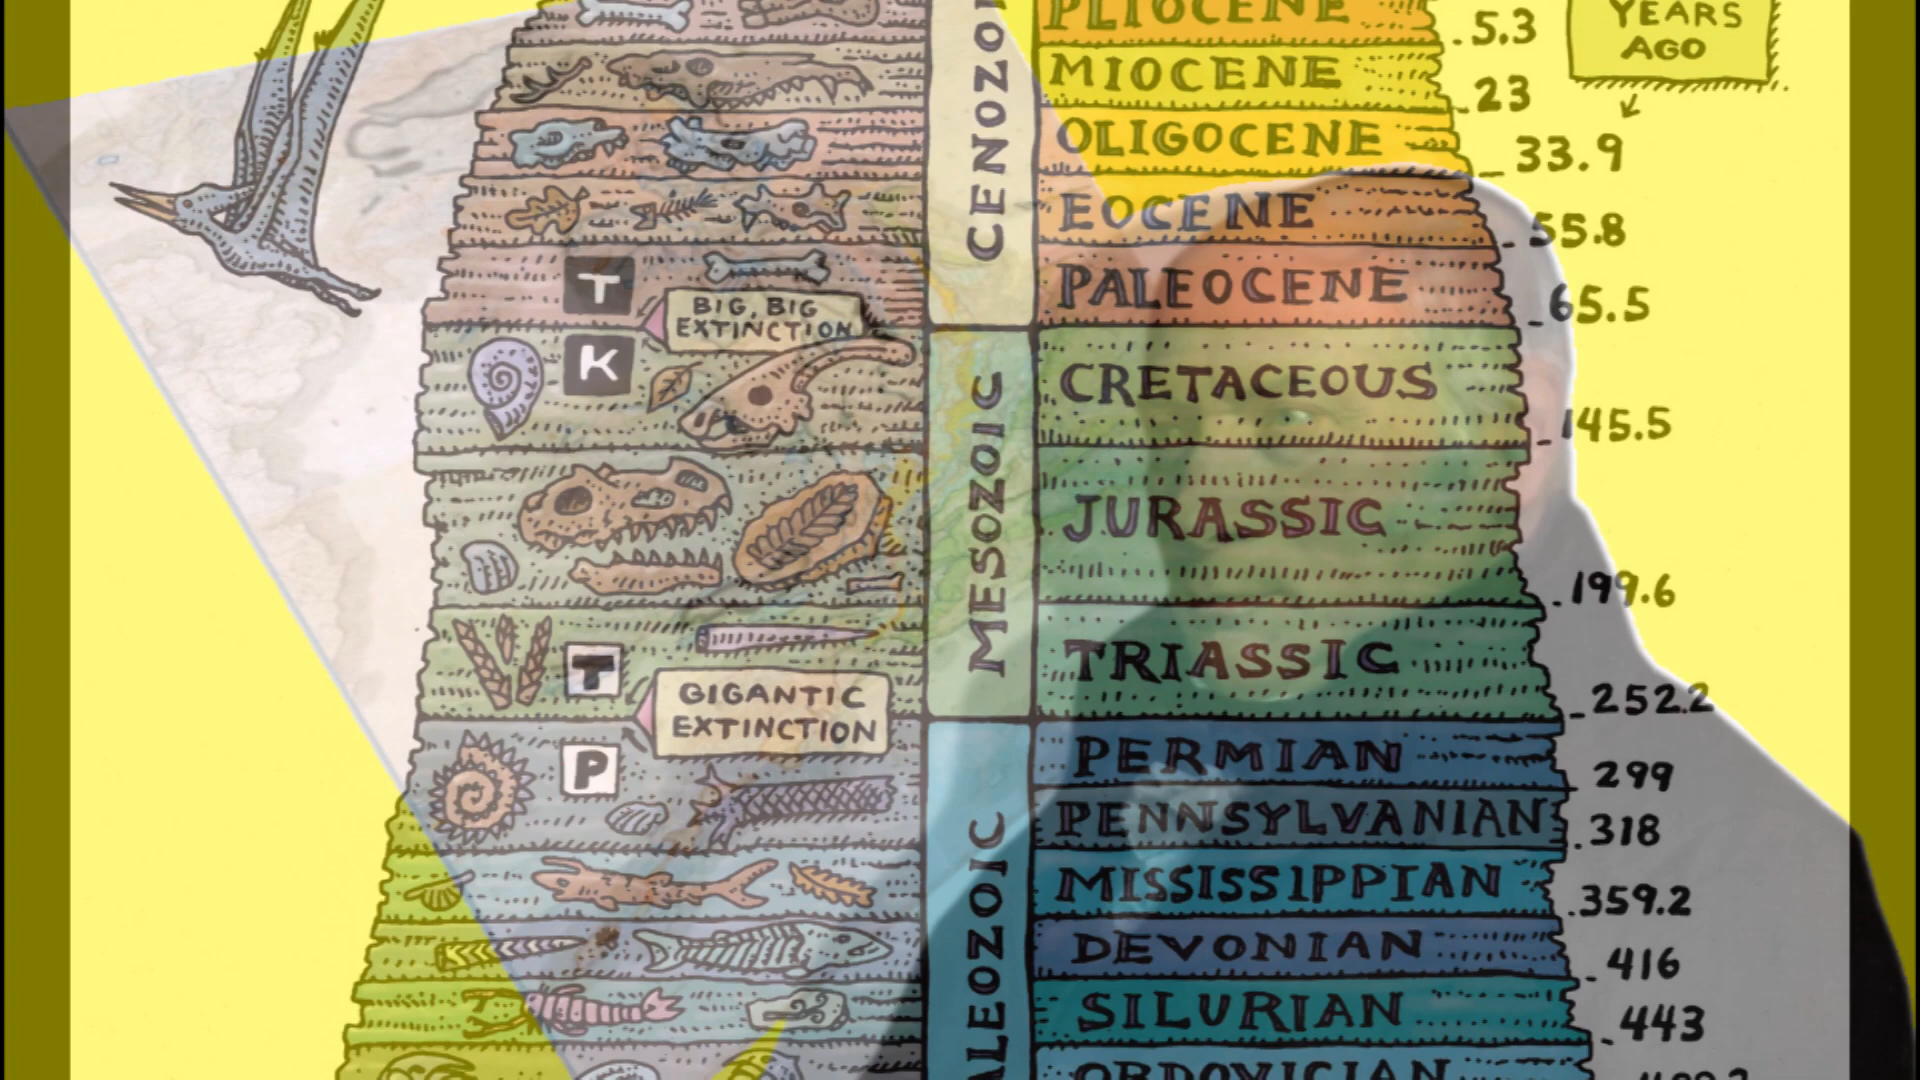 PLIOCENE
5.3
YEARS
AGO
MIOCENE
23
OLIGOCENE
33.9
EOCENE
55.8
PALEOCENE
65.5
CENOZOI
T
BIG, BIG
EXTINCTION
K
CRETACEOUS
145.5
JURASSIC
199.6
TRIASSIC
252.2
MESOZOIC
T
GIGANTIC
EXTINCTION
P
PERMIAN
299
PENNSYLVANIAN
318
MISSISSIPPIAN
359.2
DEVONIAN
416
SILURIAN
443
ORDOVICIAN
ALEOZOIC